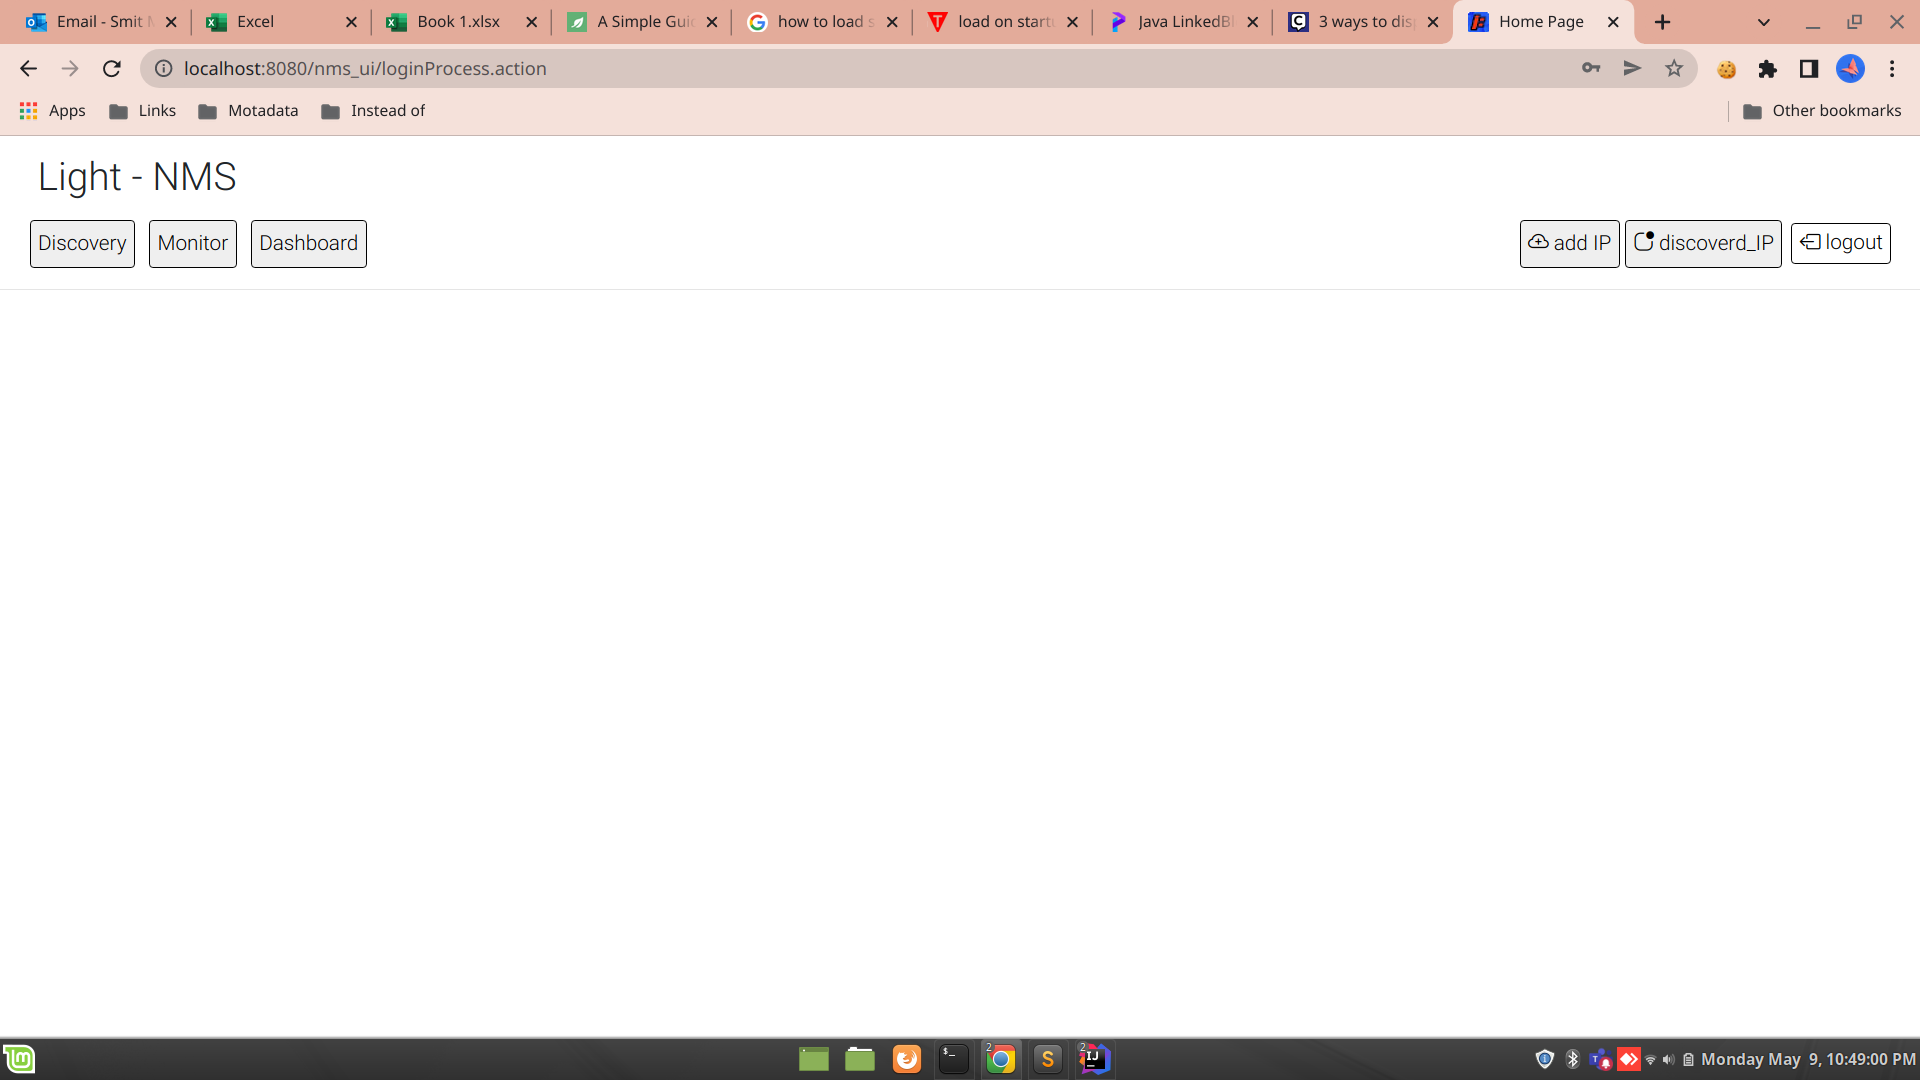 Email - Smit
Excel
Book 1.xlsx
A Simple Gui
how to load s
load on start
Java LinkedBl
3 ways to dis
Home Page
localhost:8080/nms_ui/loginProcess.action
Apps
Links
Motadata
Instead of
Other bookmarks
Light - NMS
Discovery
Monitor
Dashboard
add IP
discoverd_IP
logout
Monday May 9, 10:49:00 PM